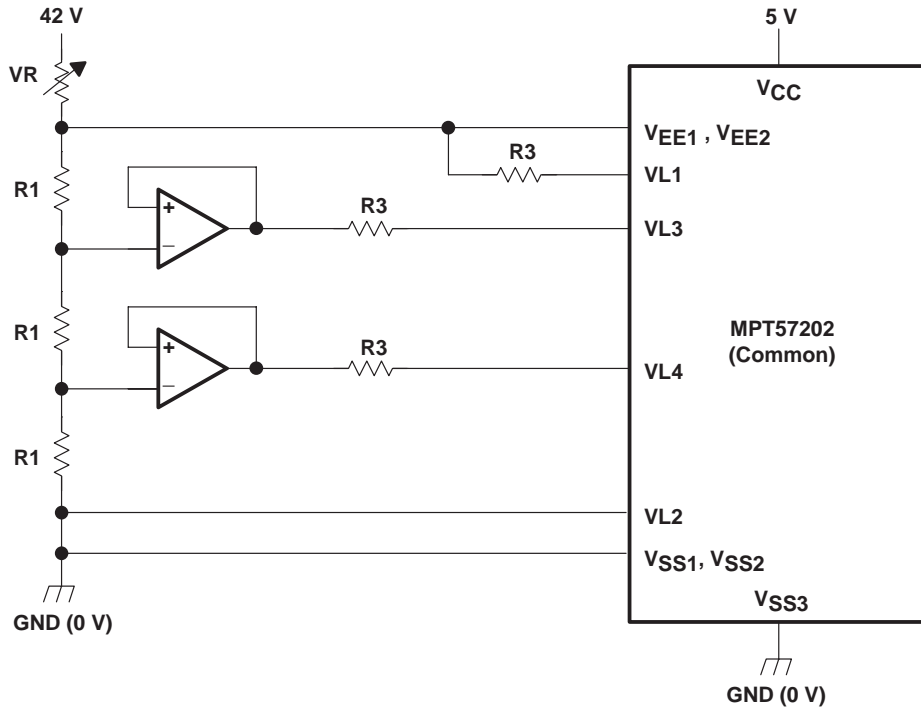 42 V
5 V
VR
VCC
VEE1 , VEE2
R3
VL1
R1
+
−
R3
VL3
R1
+
−
R3
VL4
MPT57202
(Common)
R1
VL2
VSS1, VSS2
VSS3
GND (0 V)
GND (0 V)